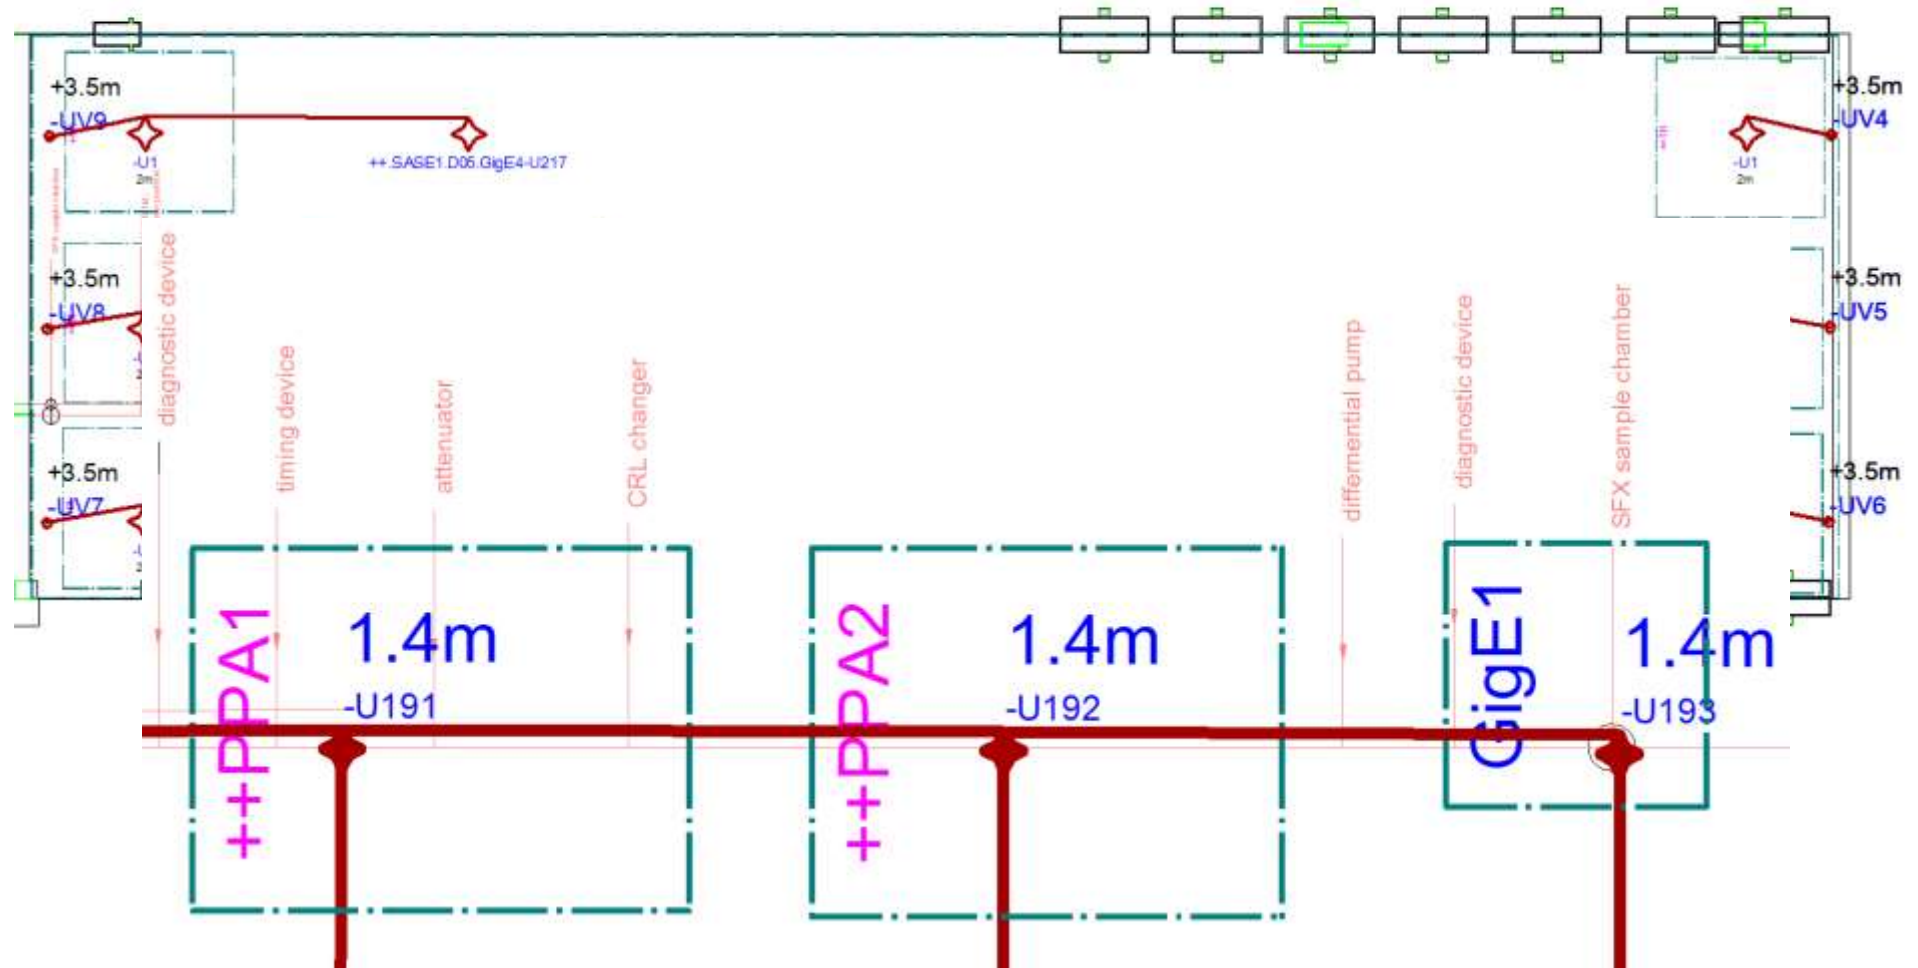 +3.5m
-UV9
-U1
2m
++.SASE1.D05.GigE4-U217
+3.5m
-UV4
-U1
2m
+3.5m
-UV8
+3.5m
-UV5
+3.5m
-UV7
+3.5m
-UV6
diagnostic device
timing device
attenuator
CRL changer
differnential pump
diagnostic device
SFX sample chamber
++PPA1
1.4m
-U191
++PPA2
1.4m
-U192
GigE1
1.4m
-U193